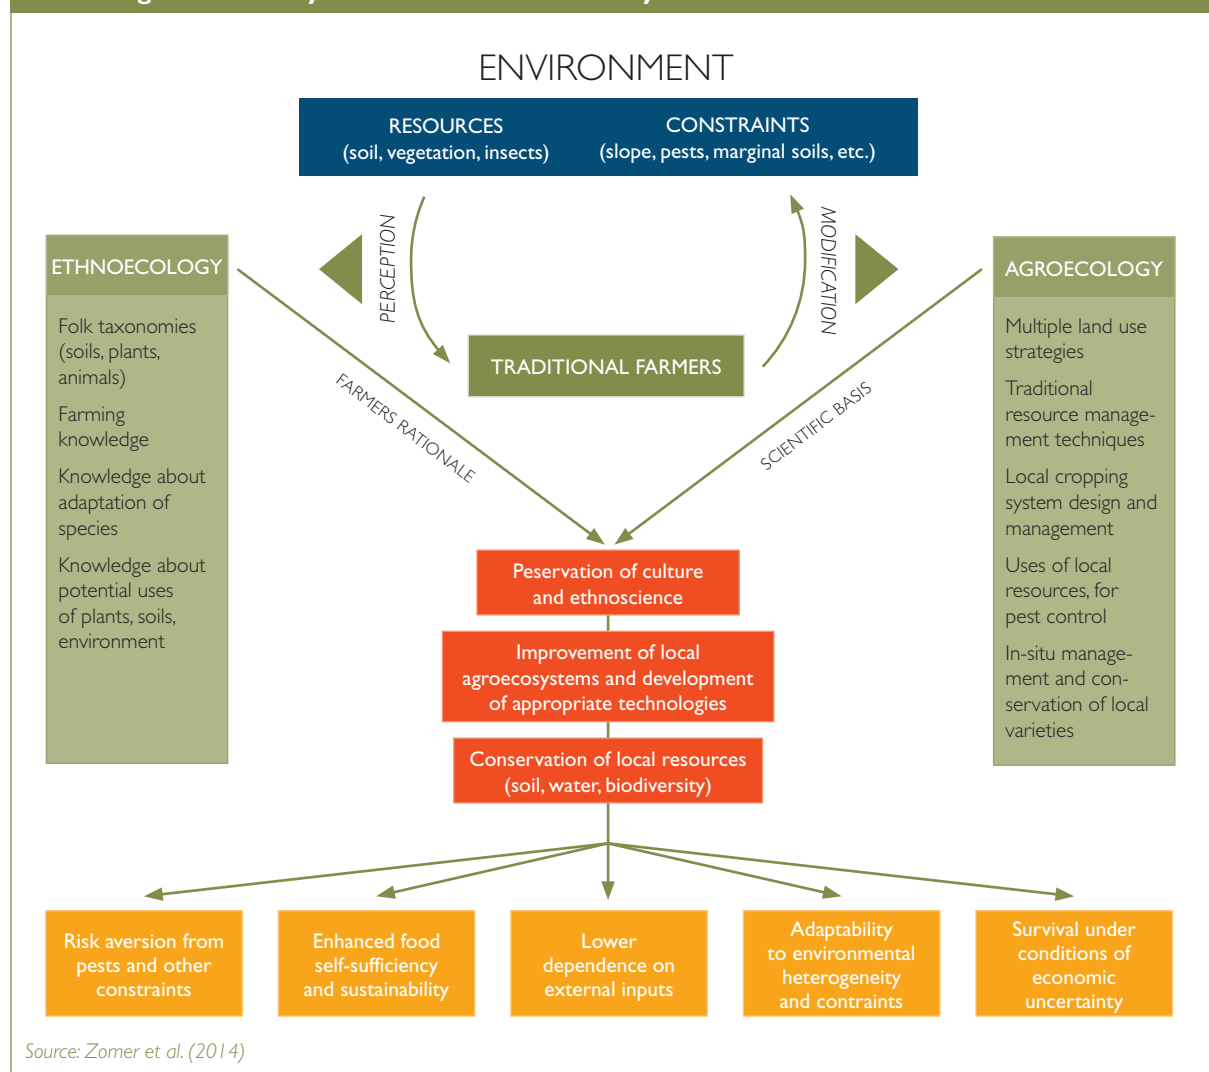 ENVIRONMENT
RESOURCES
(soil, vegetation, insects)
CONSTRAINTS
(slope, pests, marginal soils, etc.)
PERCEPTION
MODIFICATION
TRADITIONAL FARMERS
ETHNOECOLOGY
Folk taxonomies
(soils, plants,
animals)
Farming
knowledge
Knowledge about
adaptation of
species
Knowledge about
potential uses
of plants, soils,
environment
FARMERS RATIONALE
SCIENTIFIC BASIS
AGROECOLOGY
Multiple land use
strategies
Traditional
resource manage-
ment techniques
Local cropping
system design and
management
Uses of local
resources, for
pest control
In-situ manage-
ment and con-
servation of local
varieties
Peservation of culture
and ethnoscience
Improvement of local
agroecosystems and development
of appropriate technologies
Conservation of local resources
(soil, water, biodiversity)
Risk aversion from
pests and other
constraints
Enhanced food
self-sufficiency
and sustainability
Lower
dependence on
external inputs
Adaptability
to environmental
heterogeneity
and contraints
Survival under
conditions of
economic
uncertainty
Source: Zomer et al. (2014)